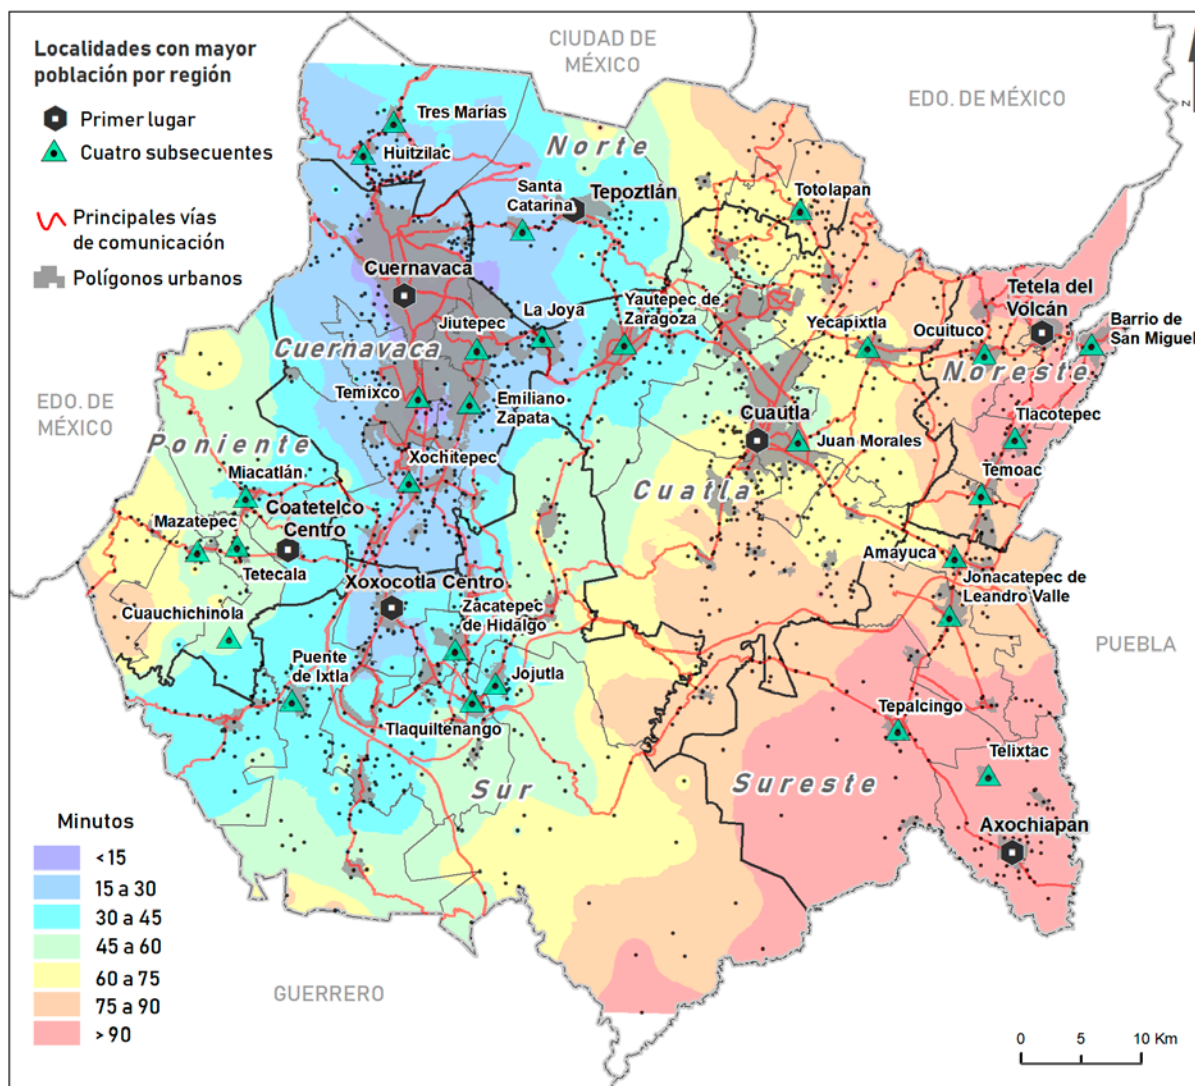 Localidades con mayor
población por región
Primer lugar
Cuatro subsecuentes
Principales vías
de comunicación
Polígonos urbanos
CIUDAD DE
MÉXICO
EDO. DE MÉXICO
Z
Tres Marías
Huitzilac
Norte
Santa
Catarina
Tepoztlán
Totolapan
Cuernavaca
Tetela del
Volcán
La Joya
Yautepec de
Zaragoza
Jiutepec
Yecapixtla
Ocuituco
Barrio de
San Miguel
Cuernavaca
Noreste
EDO. DE
MÉXICO
Temixco
Emiliano
Zapata
Cuautla
Tlacotepec
Juan Morales
Poniente
Xochitepec
Temoac
Miacatlán
Cuatla
Coatetelco
Centro
Mazatepec
Tetecala
Amayuca
Jonacatepec de
Leandro Valle
Xoxocotla Centro
Cuauchichinola
Zacatepec
de Hidalgo
PUEBLA
Puente
de Ixtla
Jojutla
Tlaquiltenango
Tepalcingo
Telixtac
Sur
Sureste
Axochiapan
Minutos
<15
15 a 30
30 a 45
45 a 60
60 a 75
75 a 90
> 90
GUERRERO
0 5 10 Km